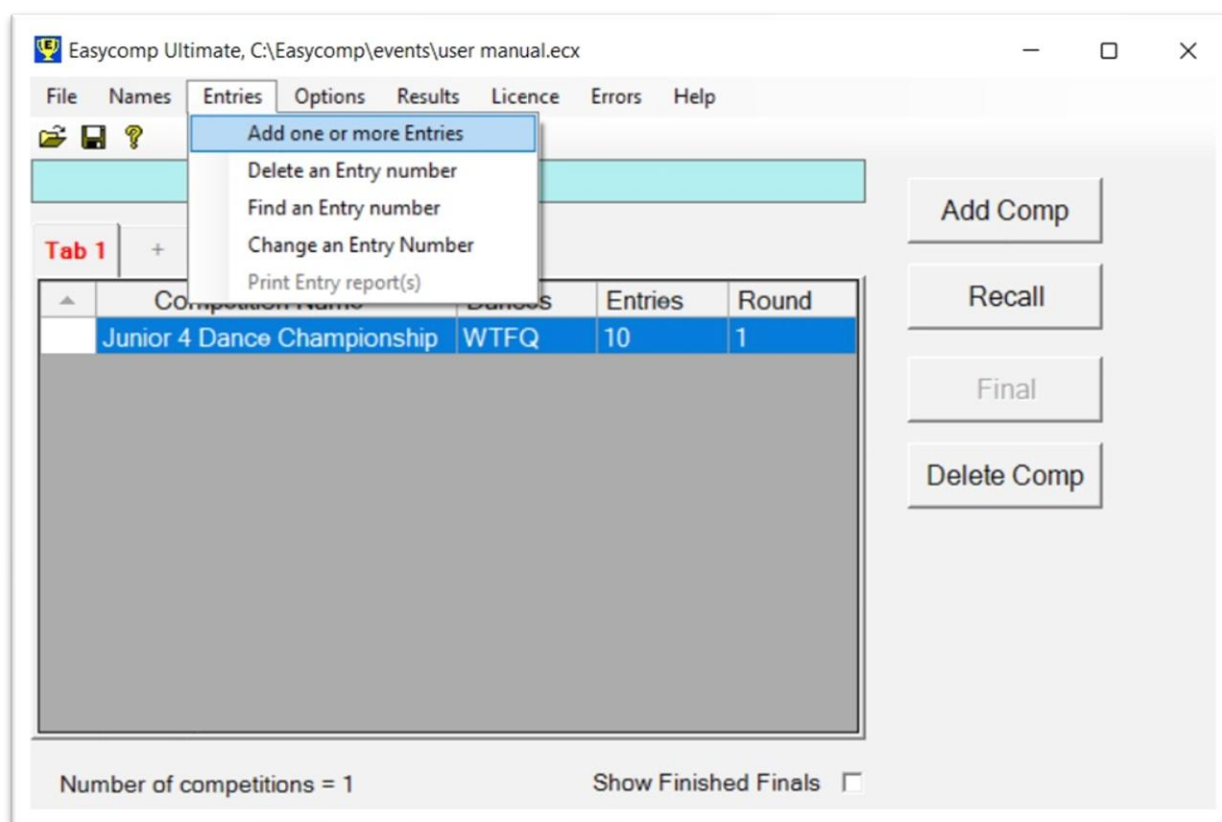 Easycomp Ultimate, C:\Easycomp\events\user manual.ecx
File Names Entries Options Results Licence Errors Help
Add one or more Entries
Delete an Entry number
Find an Entry number
Change an Entry Number
Print Entry report(s)
Tab 1 +
Competition Name Dances Entries Round
Junior 4 Dance Championship WTFQ 10 1
Add Comp
Recall
Final
Delete Comp
Number of competitions = 1 Show Finished Finals